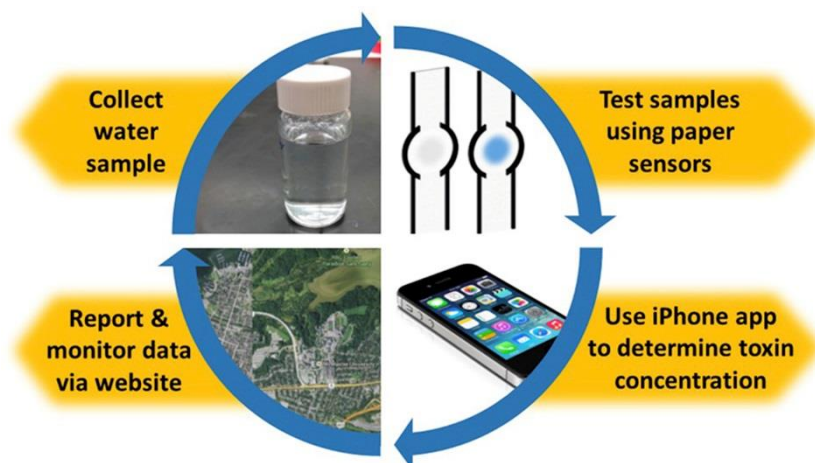 Collect
water
sample
Test samples
using paper
sensors
Report &
monitor data
via website
Use iPhone app
to determine toxin
concentration